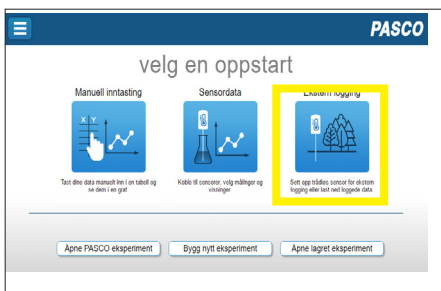 PASCO
velg en oppstart
Manuell inntasting
Sensordata
Ekstern logging
X Y
Tast dine data manuelt inn i en tabell og
se dem i en graf
Koble til sensorer, velg målinger og
visninger
Sett opp trådløs sensor for ekstern
logging eller last ned loggede data
Åpne PASCO eksperiment
Bygg nytt eksperiment
Åpne lagret eksperiment